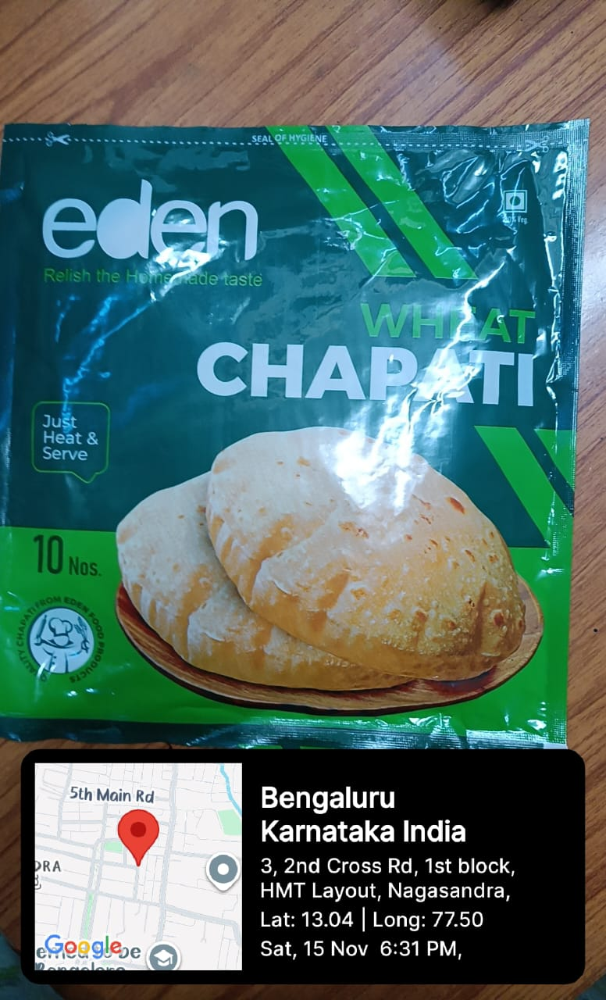 SEAL OF HYGIENE
eden
Relish the Homemade taste
100% Veg.
WHEAT
CHAPATI
Just
Heat &
Serve
10 Nos.
QUALITY CHAPATI FROM EDEN FOOD PRODUCTS
5th Main Rd
Google
Bengaluru
Karnataka India
3, 2nd Cross Rd, 1st block,
HMT Layout, Nagasandra,
Lat: 13.04 | Long: 77.50
Sat, 15 Nov 6:31 PM,